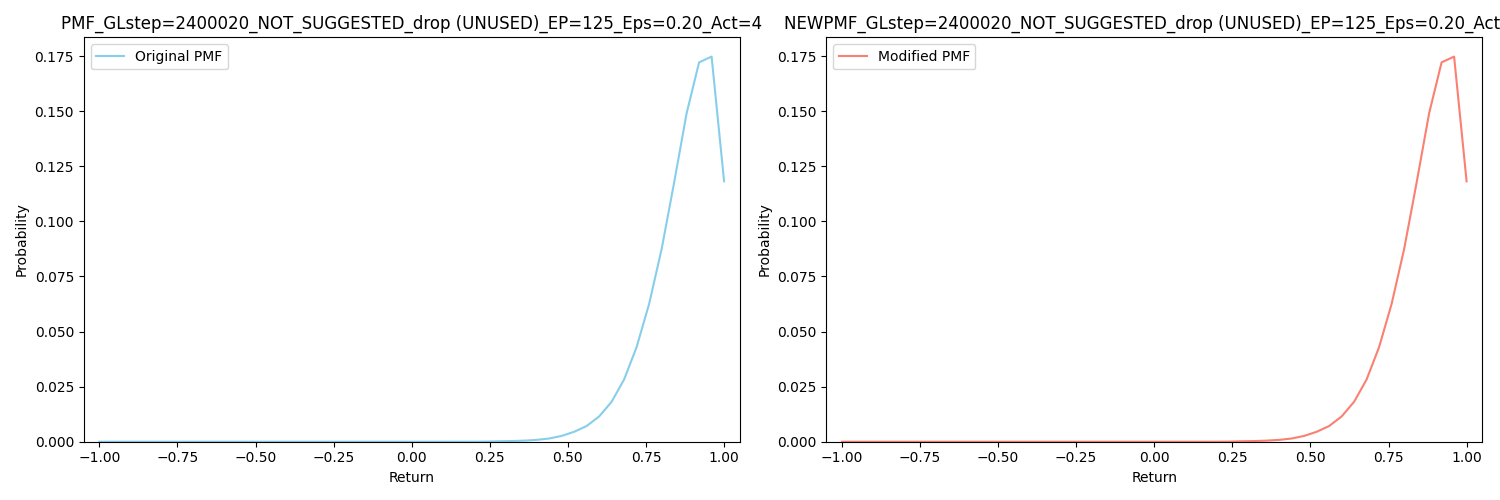 PMF_GLstep=2400020_NOT_SUGGESTED_drop (UNUSED)_EP=125_Eps=0.20_Act=4
Original PMF
Probability
0.175
0.150
0.125
0.100
0.075
0.050
0.025
0.000
−1.00 −0.75 −0.50 −0.25 0.00 0.25 0.50 0.75 1.00
Return
NEWPMF_GLstep=2400020_NOT_SUGGESTED_drop (UNUSED)_EP=125_Eps=0.20_Act
Modified PMF
Probability
0.175
0.150
0.125
0.100
0.075
0.050
0.025
0.000
−1.00 −0.75 −0.50 −0.25 0.00 0.25 0.50 0.75 1.00
Return